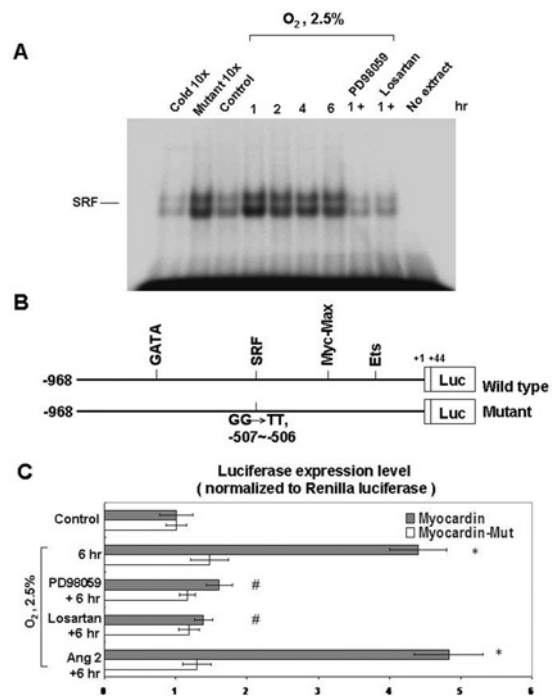 O₂, 2.5%
A
Cold 10x
Mutant 10x
Control
1
2
4
6
PD98059
1 +
Losartan
1 +
No extract
hr
SRF
B
GATA
SRF
Myc-Max
Ets
+1 +44
-968
Luc
Wild type
-968
Luc
Mutant
GG→TT,
-507~-506
C
Luciferase expression level
( normalized to Renilla luciferase )
Myocardin
Myocardin-Mut
Control
6 hr
*
O₂, 2.5%
PD98059
+ 6 hr
#
Losartan
+6 hr
#
Ang 2
+6 hr
*
0 1 2 3 4 5 6